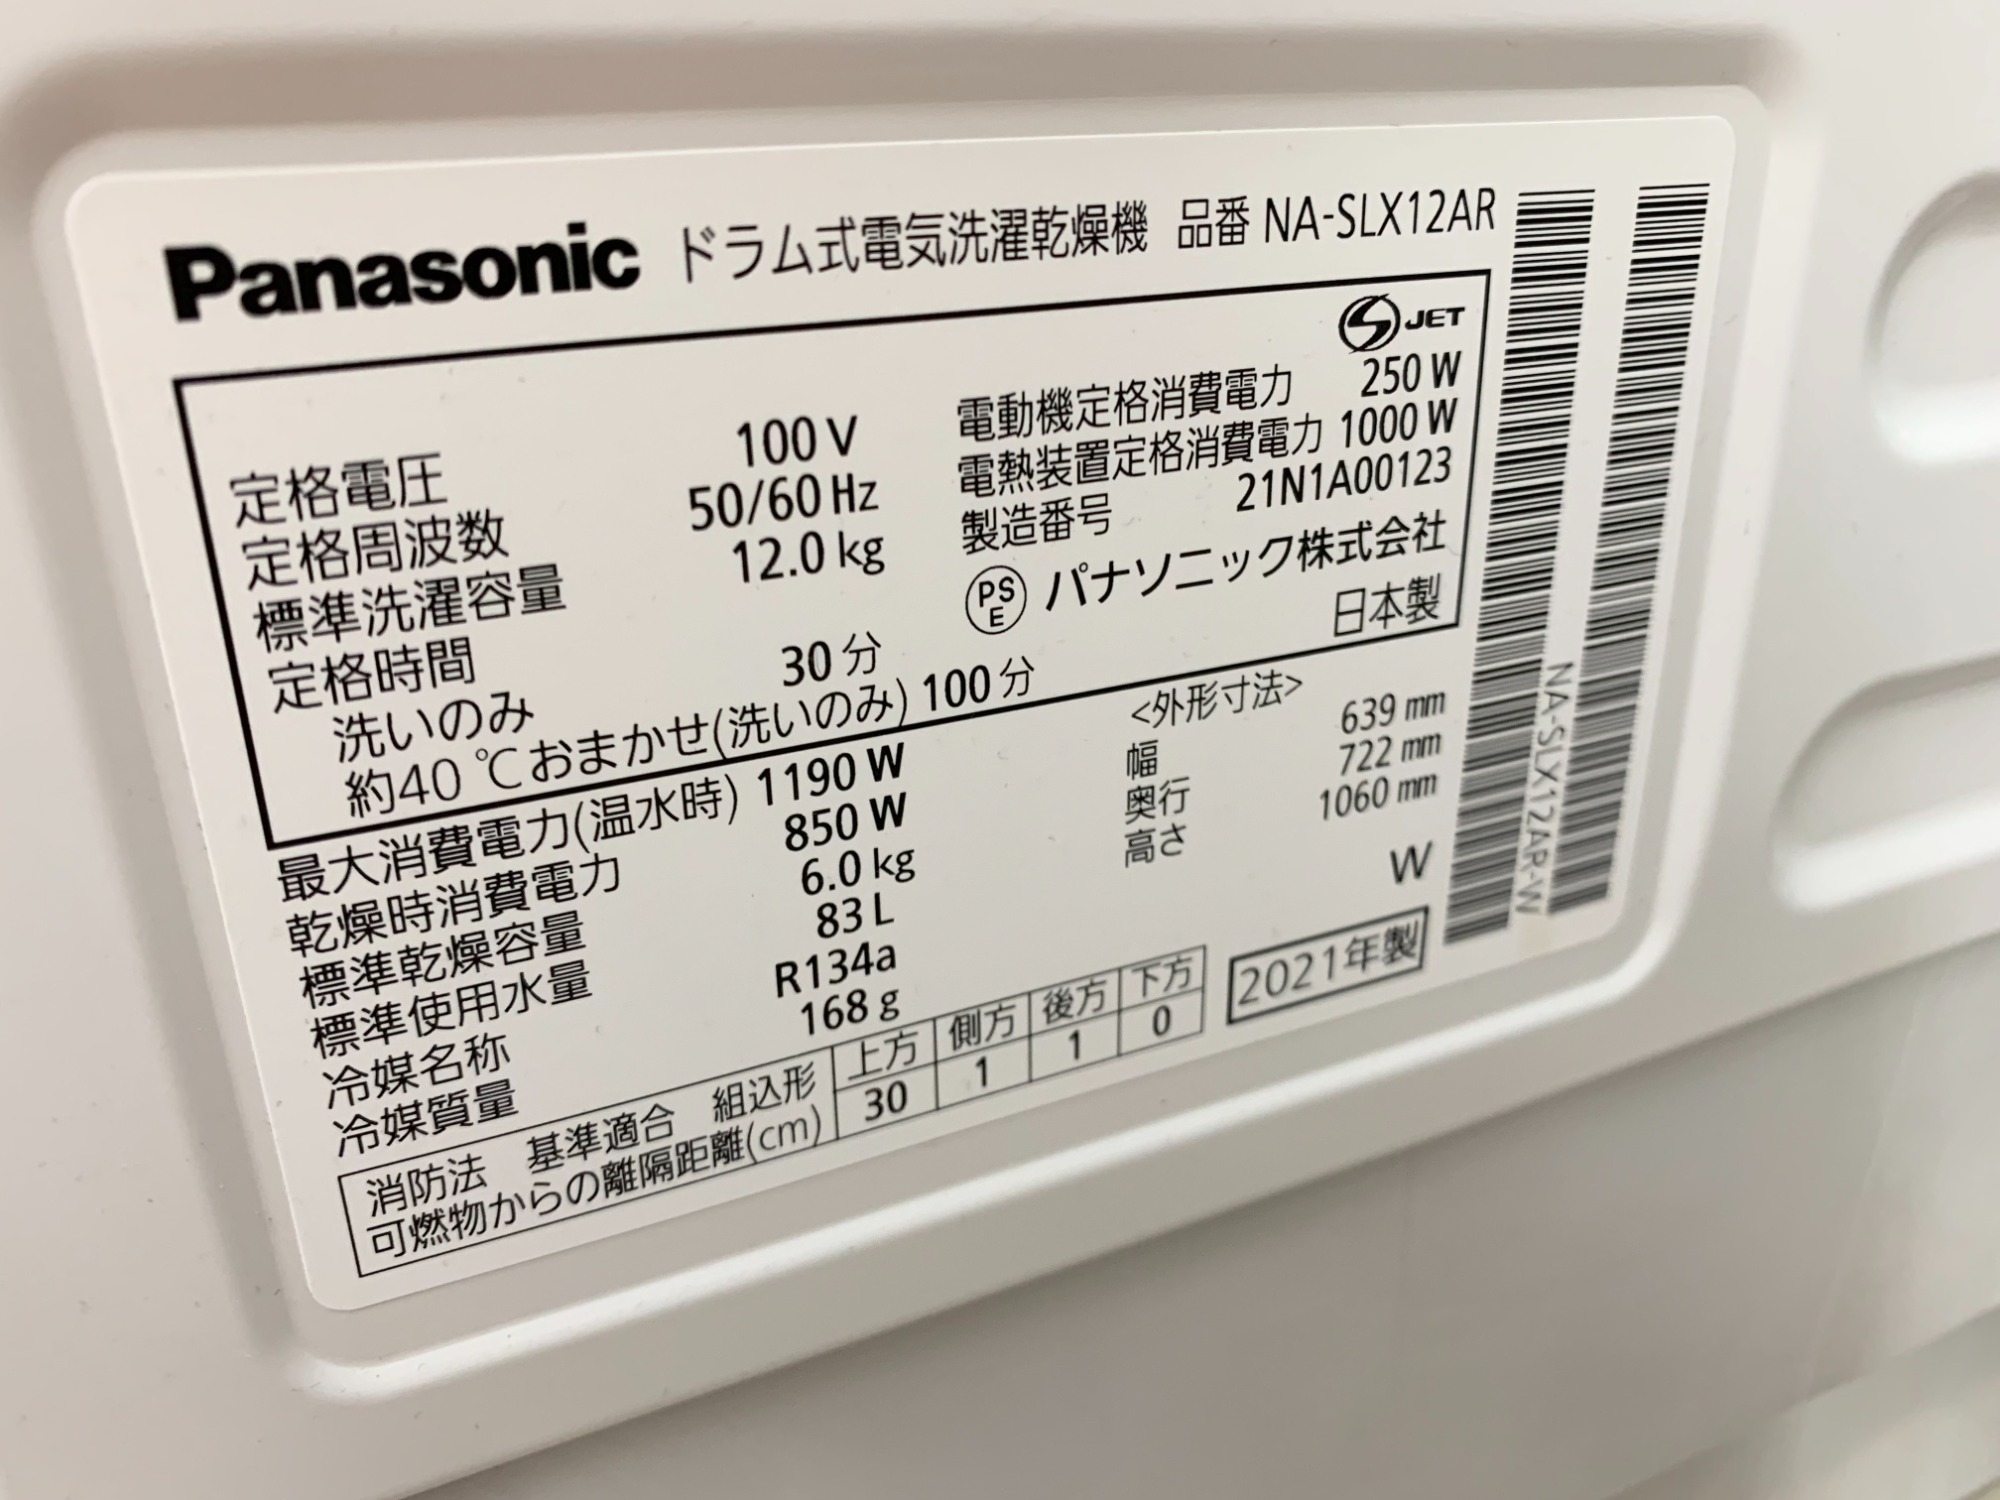 Panasonic ドラム式電気洗濯乾燥機 品番 NA-SLX12AR
S JET
定格電圧 100 V
定格周波数 50/60 Hz
標準洗濯容量 12.0 kg
定格時間
洗いのみ 30 分
約40 ℃おまかせ(洗いのみ) 100 分
電動機定格消費電力 250 W
電熱装置定格消費電力 1000 W
製造番号 21N1A00123
PS
E
パナソニック株式会社
日本製
最大消費電力(温水時) 1190 W
乾燥時消費電力 850 W
標準乾燥容量 6.0 kg
標準使用水量 83 L
冷媒名称 R134a
冷媒質量 168 g
<外形寸法>
幅 639 mm
奥行 722 mm
高さ 1060 mm
W
2021年製
消防法 基準適合 組込形 上方 側方 後方 下方
可燃物からの離隔距離(cm) 30 1 1 0
NA-SLX12AR-W